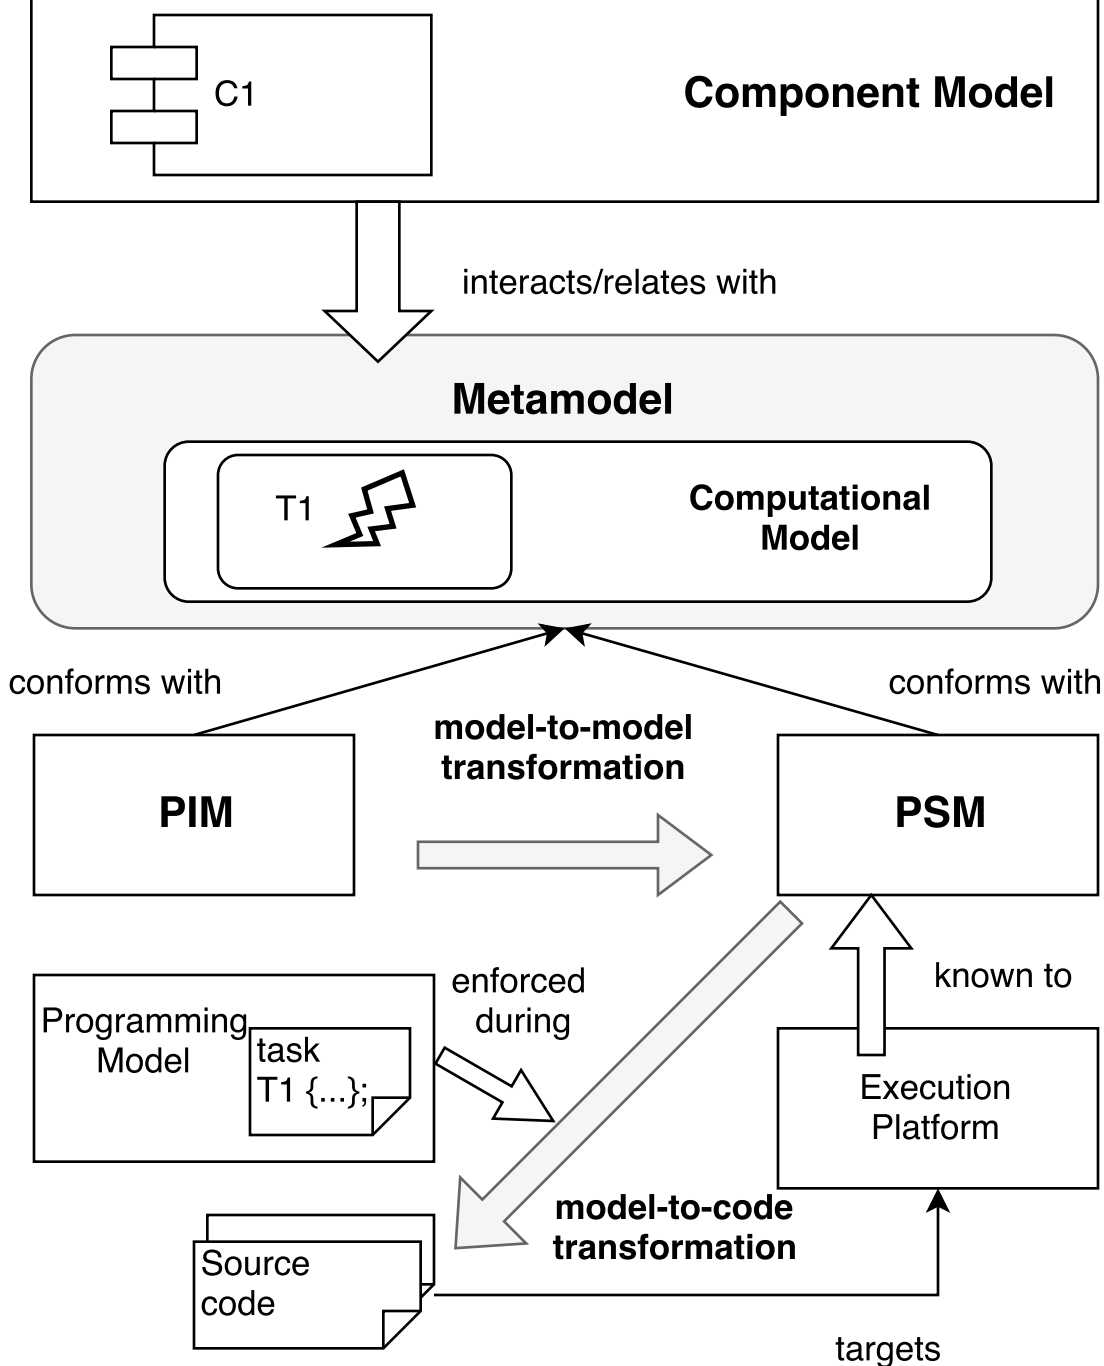 C1
Component Model
interacts/relates with
Metamodel
T1
Computational
Model
conforms with
conforms with
model-to-model
transformation
PIM
PSM
enforced
during
known to
Programming
Model
task
T1 {...};
Execution
Platform
model-to-code
transformation
Source
code
targets